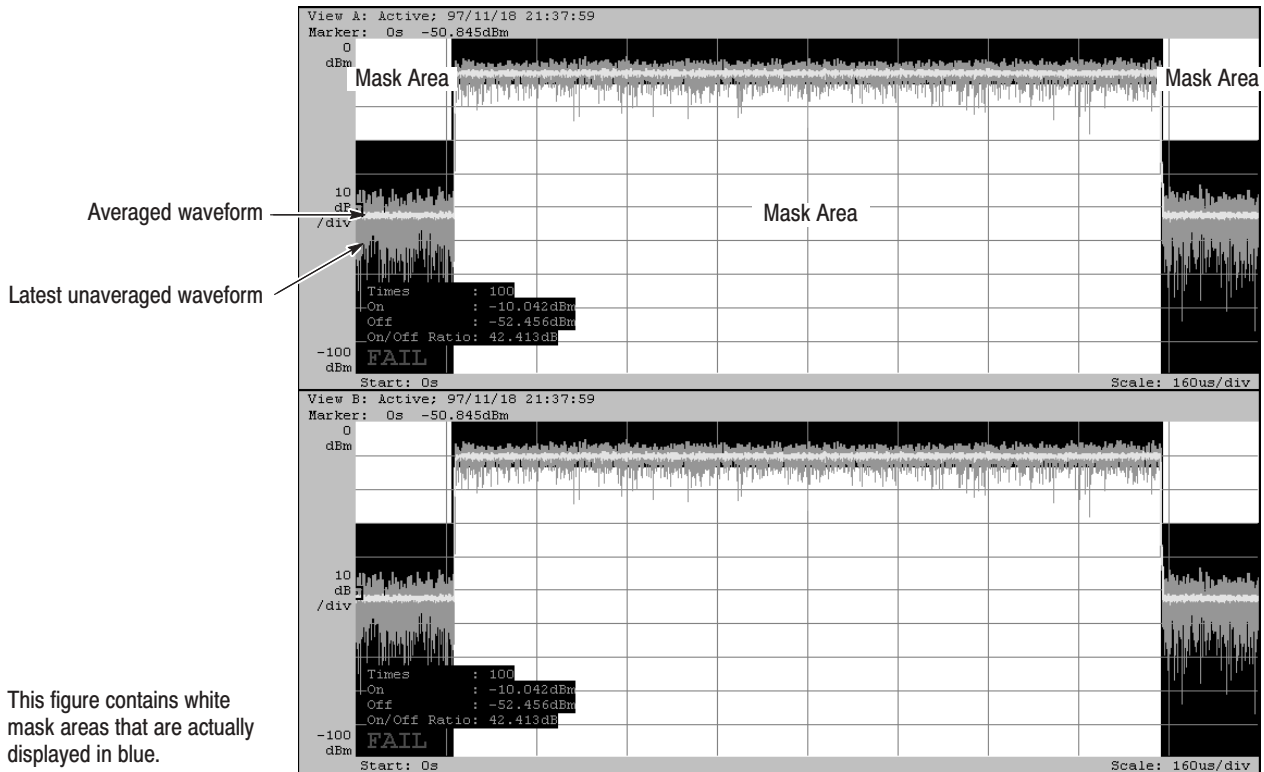 View A: Active; 97/11/18 21:37:59
Marker: 0s -50.845dBm
0
dBm
Mask Area
Mask Area
10
dB
/div
Averaged waveform
Mask Area
Latest unaveraged waveform
Times : 100
On : -10.042dBm
Off : -52.456dBm
On/Off Ratio: 42.413dB
-100
dBm
FAIL
Start: 0s
Scale: 160us/div
View B: Active; 97/11/18 21:37:59
Marker: 0s -50.845dBm
0
dBm
10
dB
/div
Times : 100
On : -10.042dBm
Off : -52.456dBm
On/Off Ratio: 42.413dB
-100
dBm
FAIL
Start: 0s
Scale: 160us/div
This figure contains white
mask areas that are actually
displayed in blue.